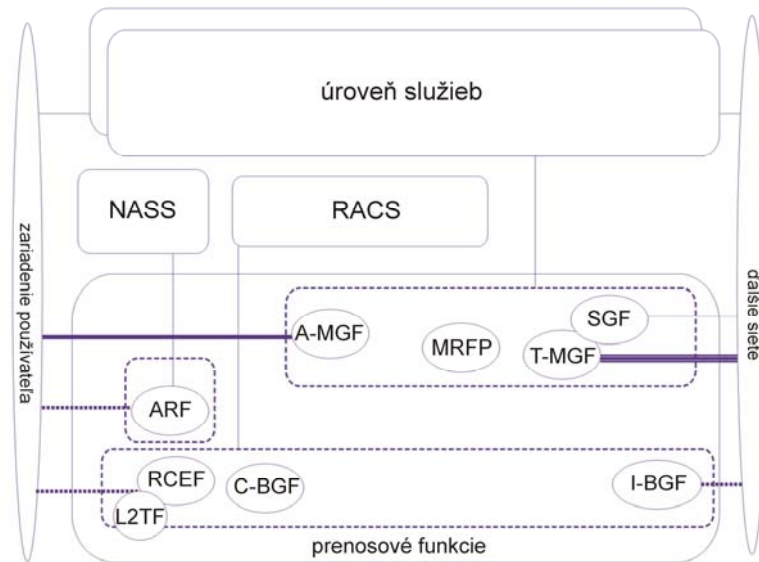 úroveň služieb
NASS
RACS
zariadenie používateľa
ďalšie siete
A-MGF
MRFP
SGF
T-MGF
ARF
RCEF
C-BGF
I-BGF
L2TF
prenosové funkcie